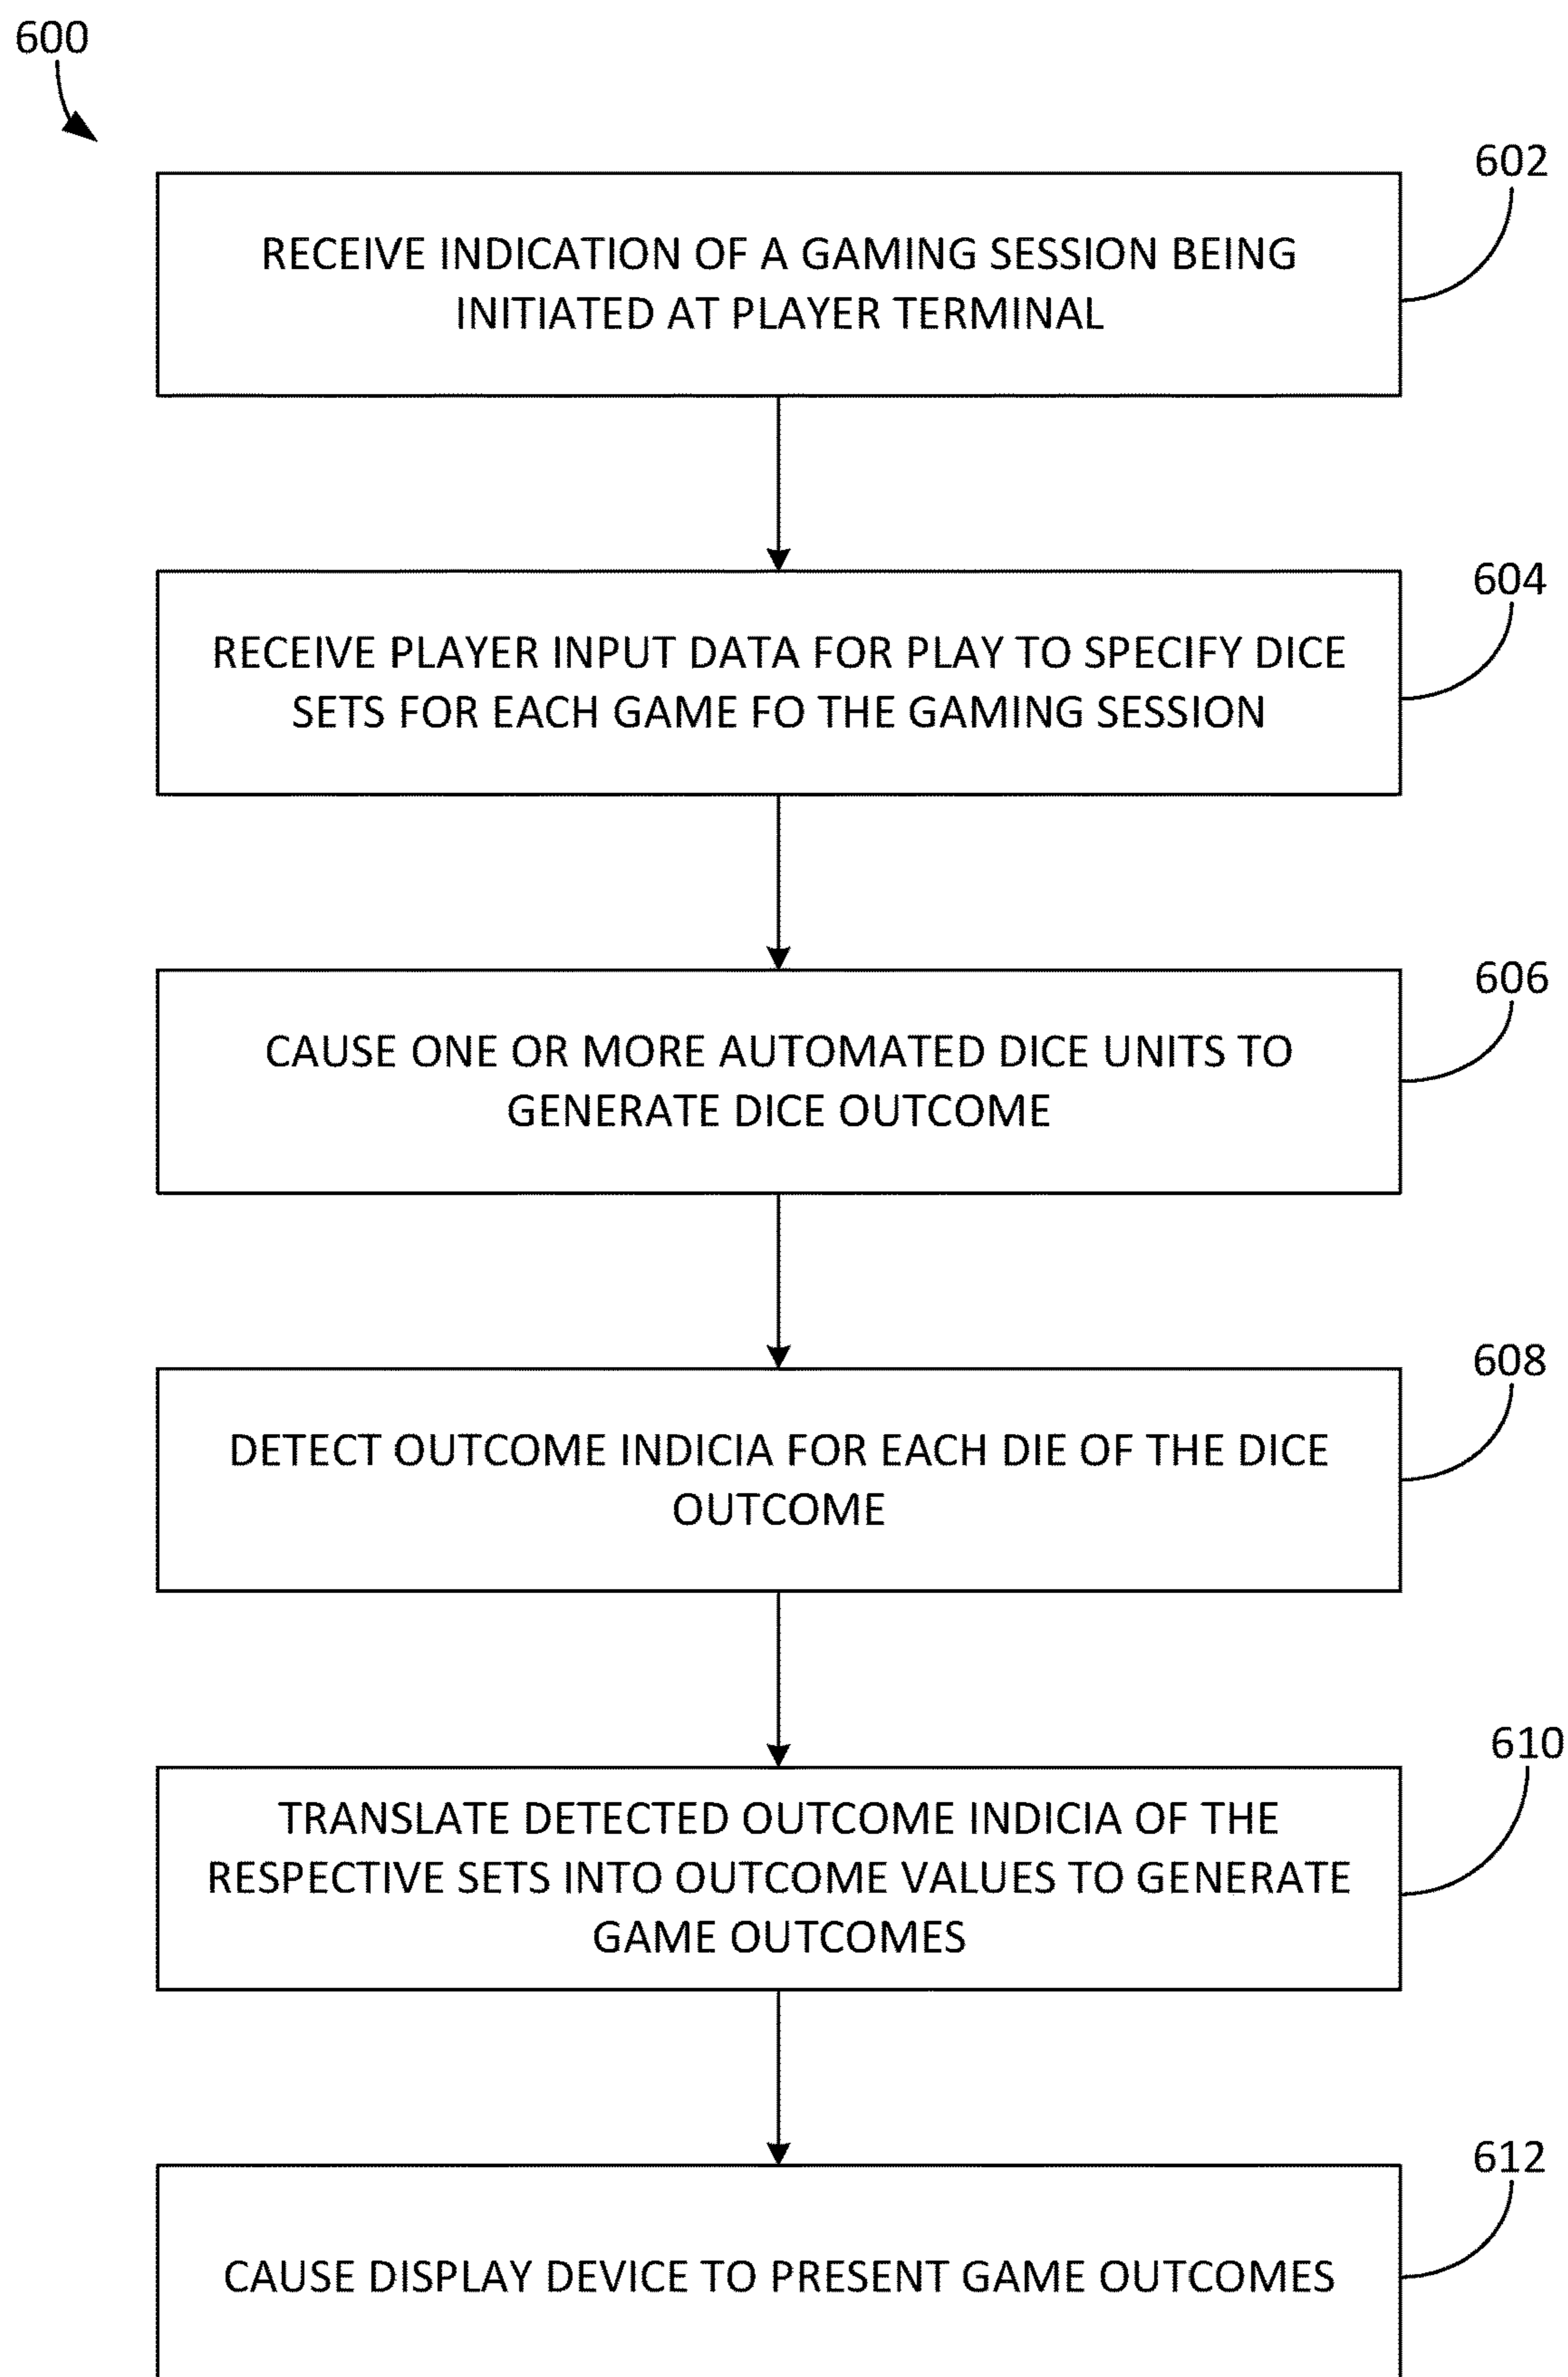 600
602
RECEIVE INDICATION OF A GAMING SESSION BEING
INITIATED AT PLAYER TERMINAL
604
RECEIVE PLAYER INPUT DATA FOR PLAY TO SPECIFY DICE
SETS FOR EACH GAME FO THE GAMING SESSION
606
CAUSE ONE OR MORE AUTOMATED DICE UNITS TO
GENERATE DICE OUTCOME
608
DETECT OUTCOME INDICIA FOR EACH DIE OF THE DICE
OUTCOME
610
TRANSLATE DETECTED OUTCOME INDICIA OF THE
RESPECTIVE SETS INTO OUTCOME VALUES TO GENERATE
GAME OUTCOMES
612
CAUSE DISPLAY DEVICE TO PRESENT GAME OUTCOMES